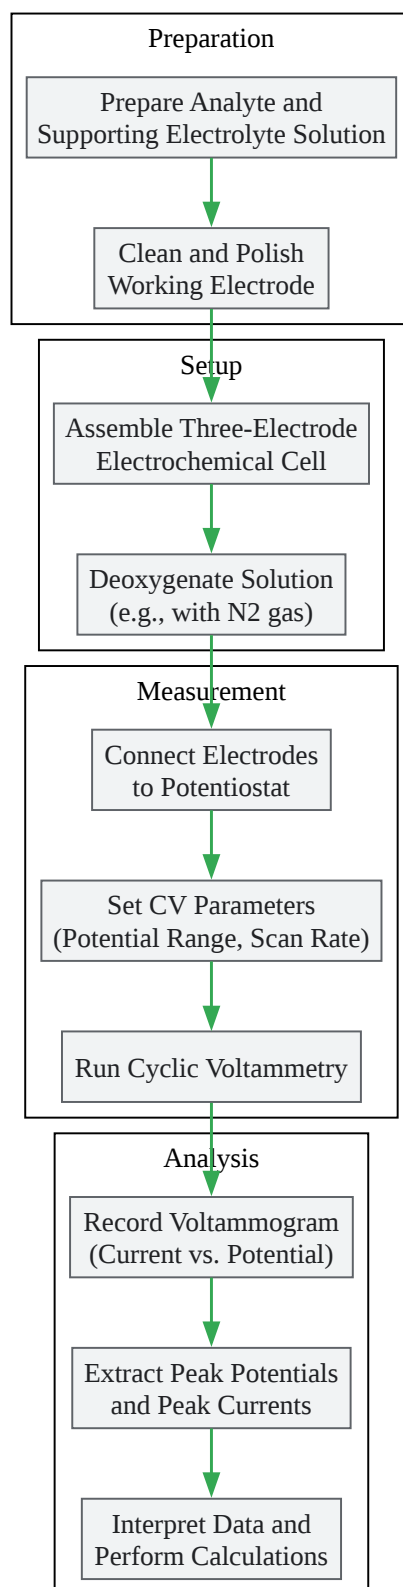 Preparation
Prepare Analyte and
Supporting Electrolyte Solution
Clean and Polish
Working Electrode
Setup
Assemble Three-Electrode
Electrochemical Cell
Deoxygenate Solution
(e.g., with N2 gas)
Measurement
Connect Electrodes
to Potentiostat
Set CV Parameters
(Potential Range, Scan Rate)
Run Cyclic Voltammetry
Analysis
Record Voltammogram
(Current vs. Potential)
Extract Peak Potentials
and Peak Currents
Interpret Data and
Perform Calculations